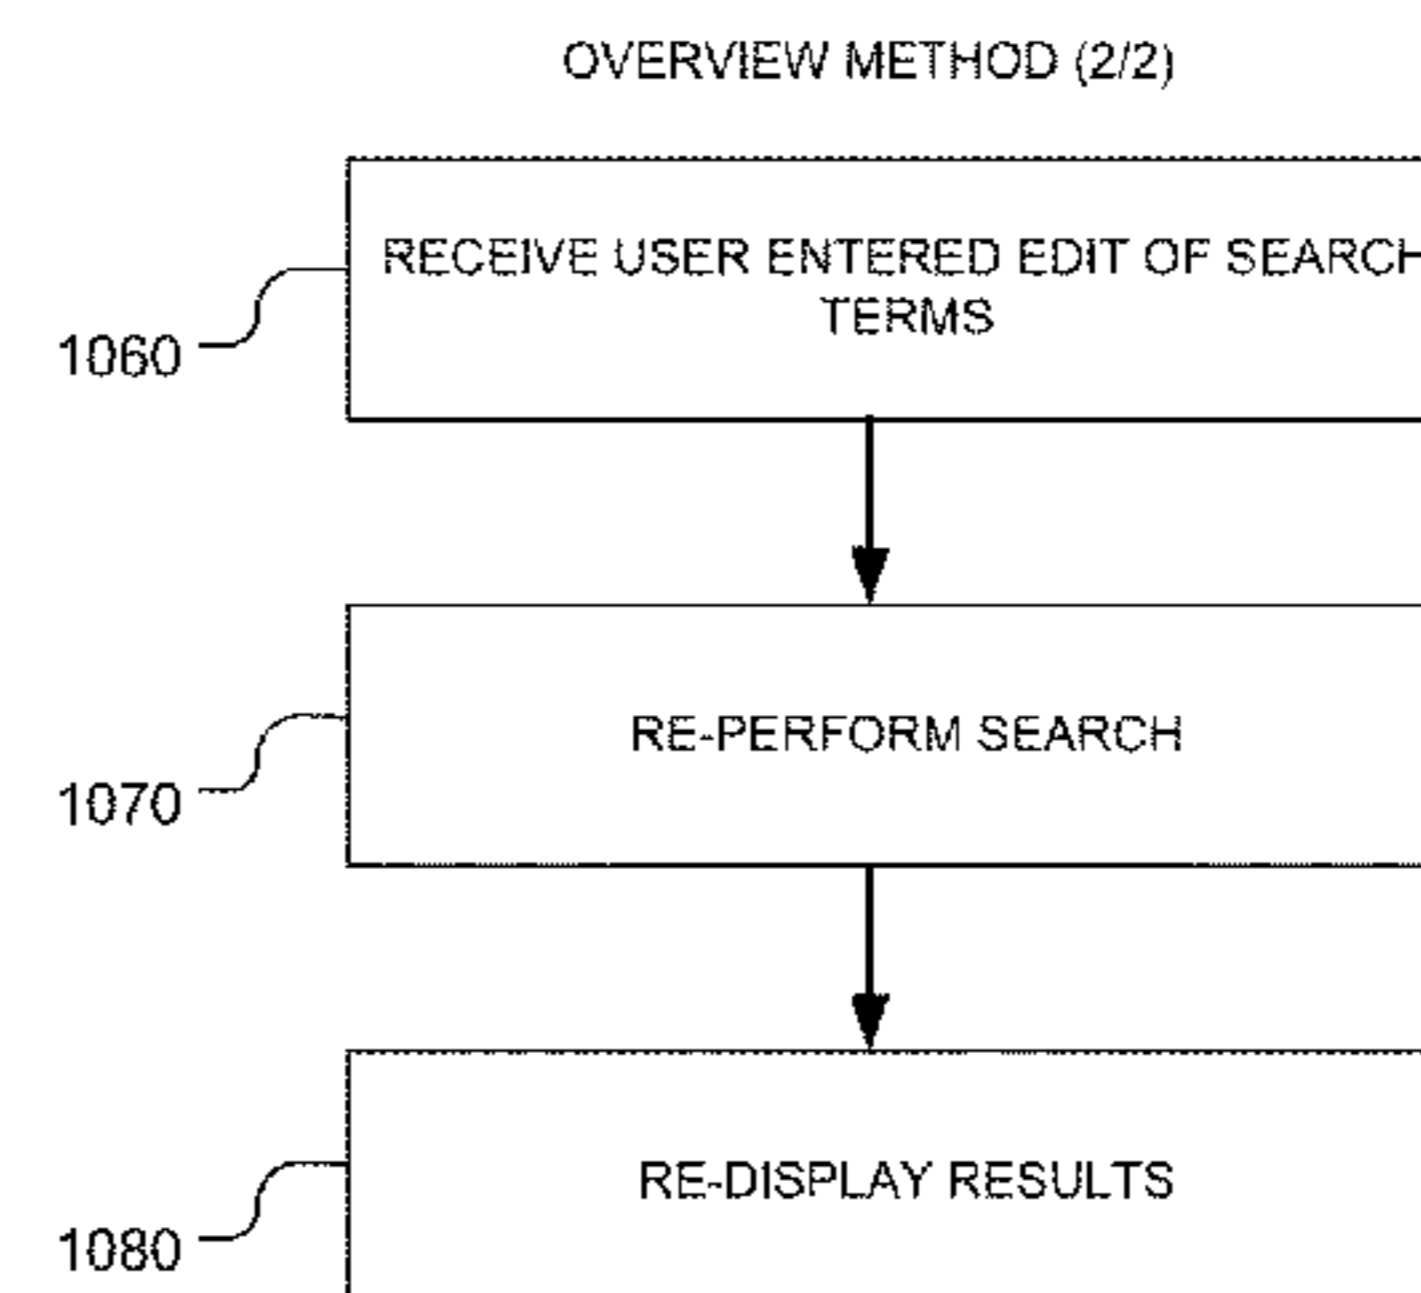 OVERVIEW METHOD (2/2)
RECEIVE USER ENTERED EDIT OF SEARCH
TERMS
1060
RE-PERFORM SEARCH
1070
RE-DISPLAY RESULTS
1080